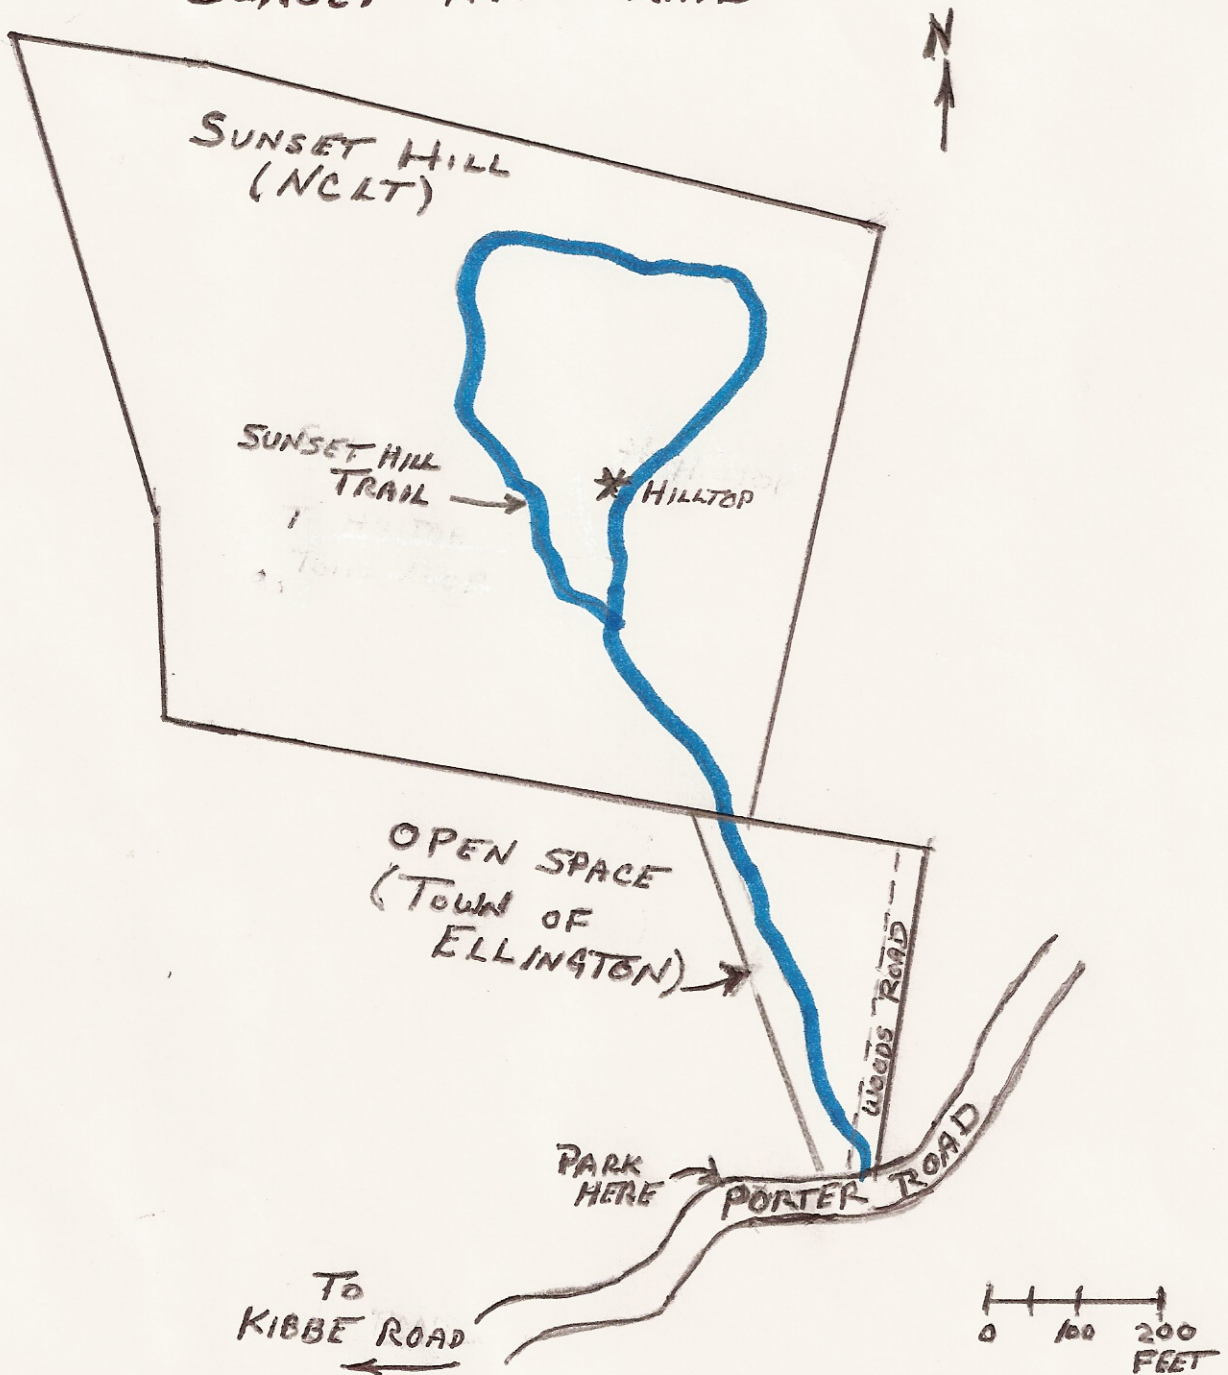 N
SUNSET HILL
(NCLT)
SUNSET HILL
TRAIL
HILLTOP
OPEN SPACE
(TOWN OF
ELLINGTON)
WOODS ROAD
PARK
HERE
PORTER ROAD
TO
KIBBE ROAD
0 100 200
FEET